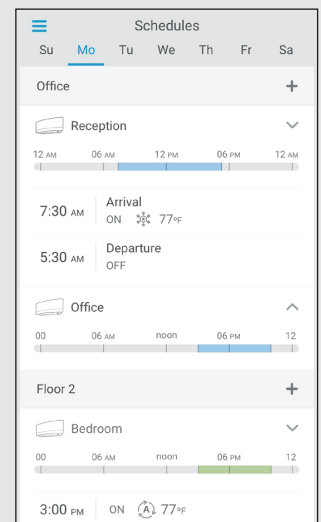 Schedules
Su Mo Tu We Th Fr Sa
Office +
Reception
12 AM 06 AM 12 PM 06 PM 12 AM
7:30 AM Arrival
ON 77°F
5:30 AM Departure
OFF
Office
00 06 AM noon 06 PM 12
Floor 2 +
Bedroom
00 06 AM noon 06 PM 12
3:00 PM ON A 77°F